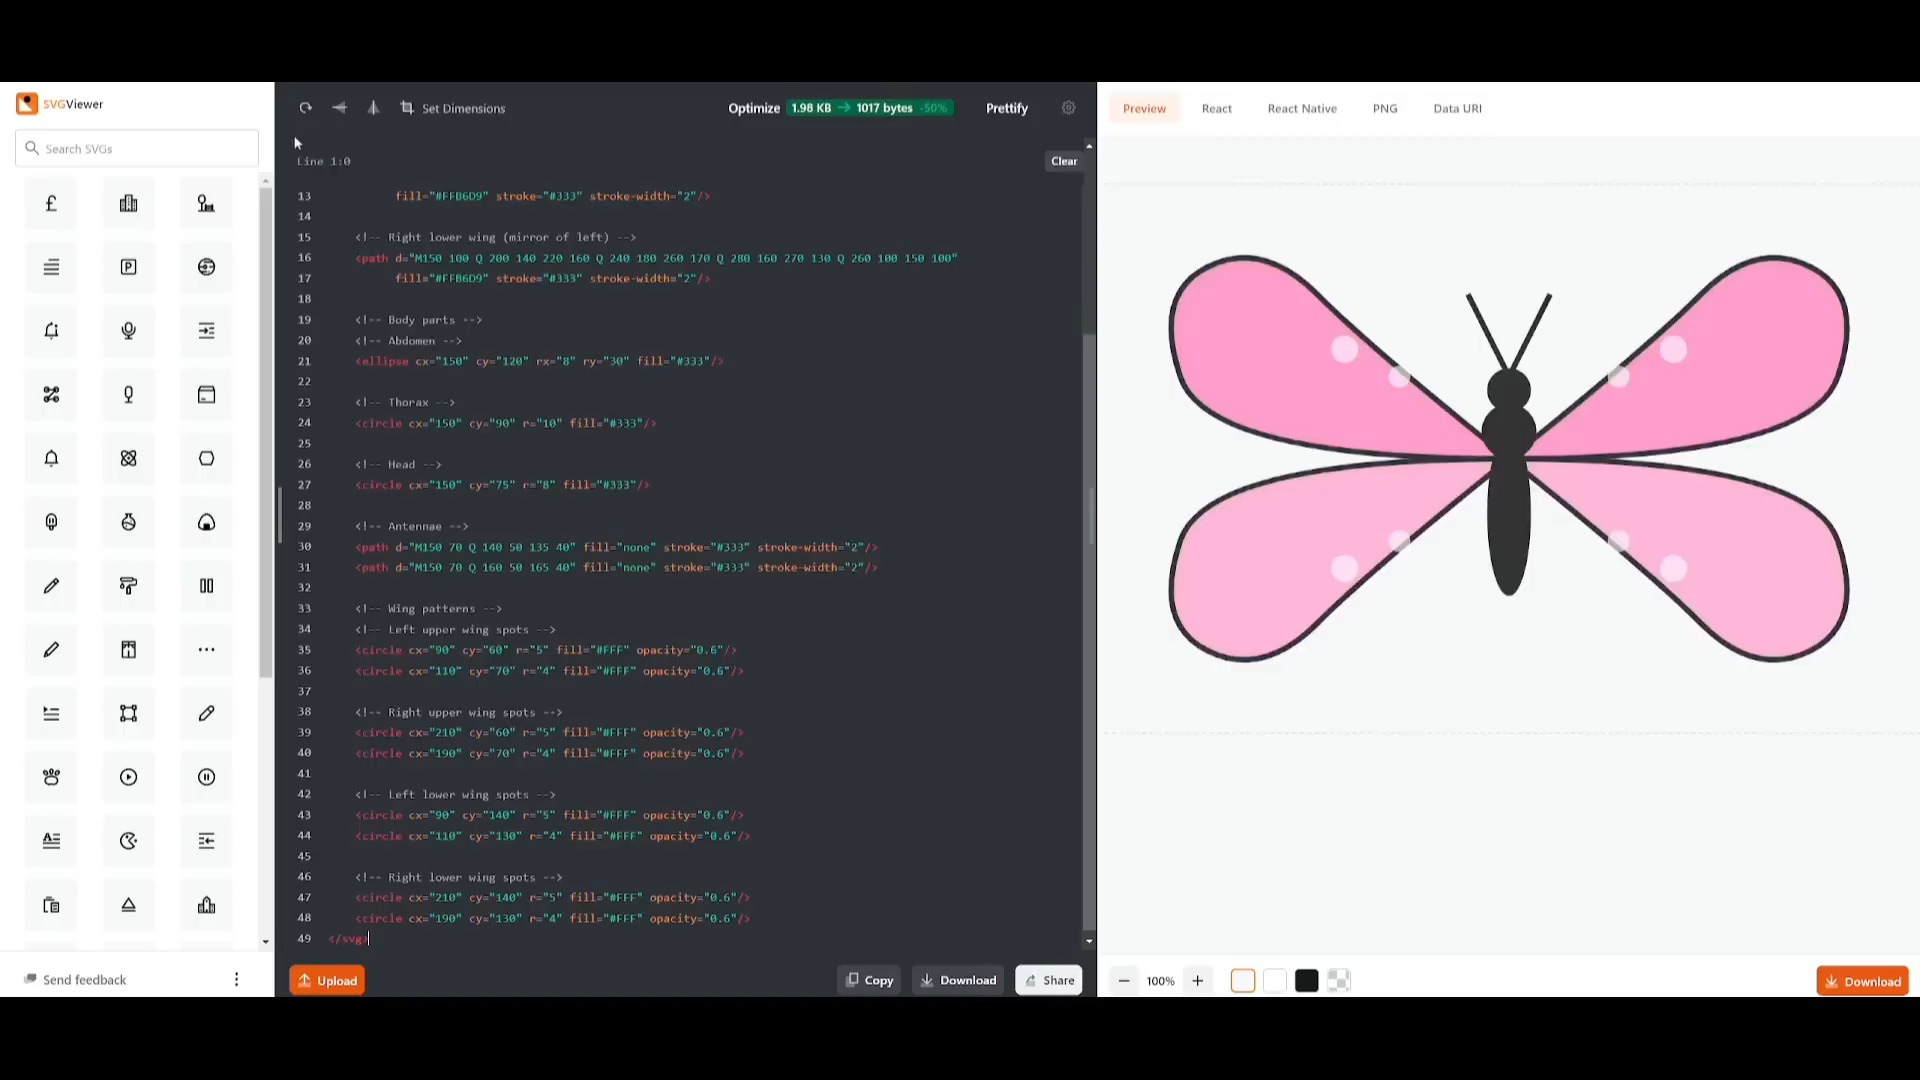 SVGViewer
Search SVGs
Send feedback
Set Dimensions
Optimize 1.98 KB → 1017 bytes -50%
Prettify
Line 1:0
Clear
13 fill="#FFB6D9" stroke="#333" stroke-width="2"/>
14
15 <!-- Right lower wing (mirror of left) -->
16 <path d="M150 100 Q 200 140 220 160 Q 240 180 260 170 Q 280 160 270 130 Q 260 100 150 100"
17 fill="#FFB6D9" stroke="#333" stroke-width="2"/>
18
19 <!-- Body parts -->
20 <!-- Abdomen -->
21 <ellipse cx="150" cy="120" rx="8" ry="30" fill="#333"/>
22
23 <!-- Thorax -->
24 <circle cx="150" cy="90" r="10" fill="#333"/>
25
26 <!-- Head -->
27 <circle cx="150" cy="75" r="8" fill="#333"/>
28
29 <!-- Antennae -->
30 <path d="M150 70 Q 140 50 135 40" fill="none" stroke="#333" stroke-width="2"/>
31 <path d="M150 70 Q 160 50 165 40" fill="none" stroke="#333" stroke-width="2"/>
32
33 <!-- Wing patterns -->
34 <!-- Left upper wing spots -->
35 <circle cx="90" cy="60" r="5" fill="#FFF" opacity="0.6"/>
36 <circle cx="110" cy="70" r="4" fill="#FFF" opacity="0.6"/>
37
38 <!-- Right upper wing spots -->
39 <circle cx="210" cy="60" r="5" fill="#FFF" opacity="0.6"/>
40 <circle cx="190" cy="70" r="4" fill="#FFF" opacity="0.6"/>
41
42 <!-- Left lower wing spots -->
43 <circle cx="90" cy="140" r="5" fill="#FFF" opacity="0.6"/>
44 <circle cx="110" cy="130" r="4" fill="#FFF" opacity="0.6"/>
45
46 <!-- Right lower wing spots -->
47 <circle cx="210" cy="140" r="5" fill="#FFF" opacity="0.6"/>
48 <circle cx="190" cy="130" r="4" fill="#FFF" opacity="0.6"/>
49 </svg>
Upload
Copy
Download
Share
Preview
React
React Native
PNG
Data URI
100%
Download